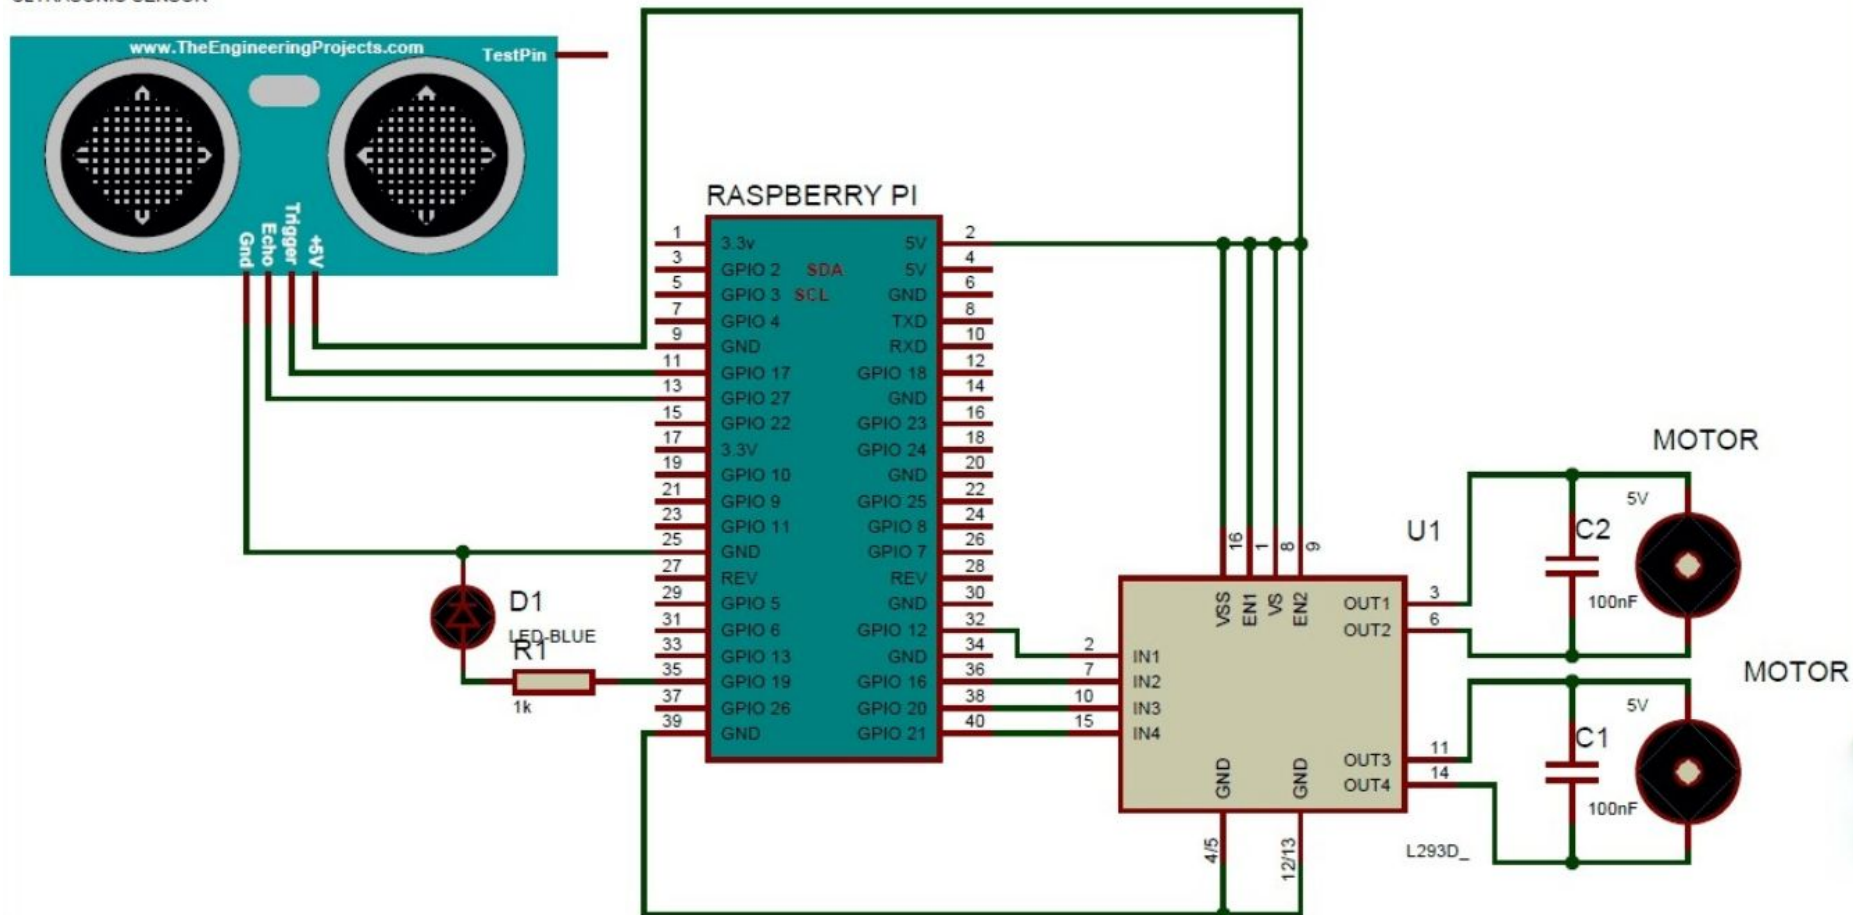 ULTRASONIC SENSOR
www.TheEngineeringProjects.com
TestPin
Gnd
Echo
Trigger
+5V
RASPBERRY PI
1 3.3v 5V 2
3 GPIO 2 SDA 5V 4
5 GPIO 3 SCL GND 6
7 GPIO 4 TXD 8
9 GND RXD 10
11 GPIO 17 GPIO 18 12
13 GPIO 27 GND 14
15 GPIO 22 GPIO 23 16
17 3.3V GPIO 24 18
19 GPIO 10 GND 20
21 GPIO 9 GPIO 25 22
23 GPIO 11 GPIO 8 24
25 GND GPIO 7 26
27 REV REV 28
29 GPIO 5 GND 30
31 GPIO 6 GPIO 12 32
33 GPIO 13 GND 34
35 GPIO 19 GPIO 16 36
37 GPIO 26 GPIO 20 38
39 GND GPIO 21 40
D1
LED-BLUE
R1
1k
U1
16 1 8 9
VSS EN1 VS EN2
2 IN1
7 IN2
10 IN3
15 IN4
OUT1 3
OUT2 6
OUT3 11
OUT4 14
GND GND
4/5 12/13
L293D_
MOTOR
5V
C2
100nF
MOTOR
5V
C1
100nF